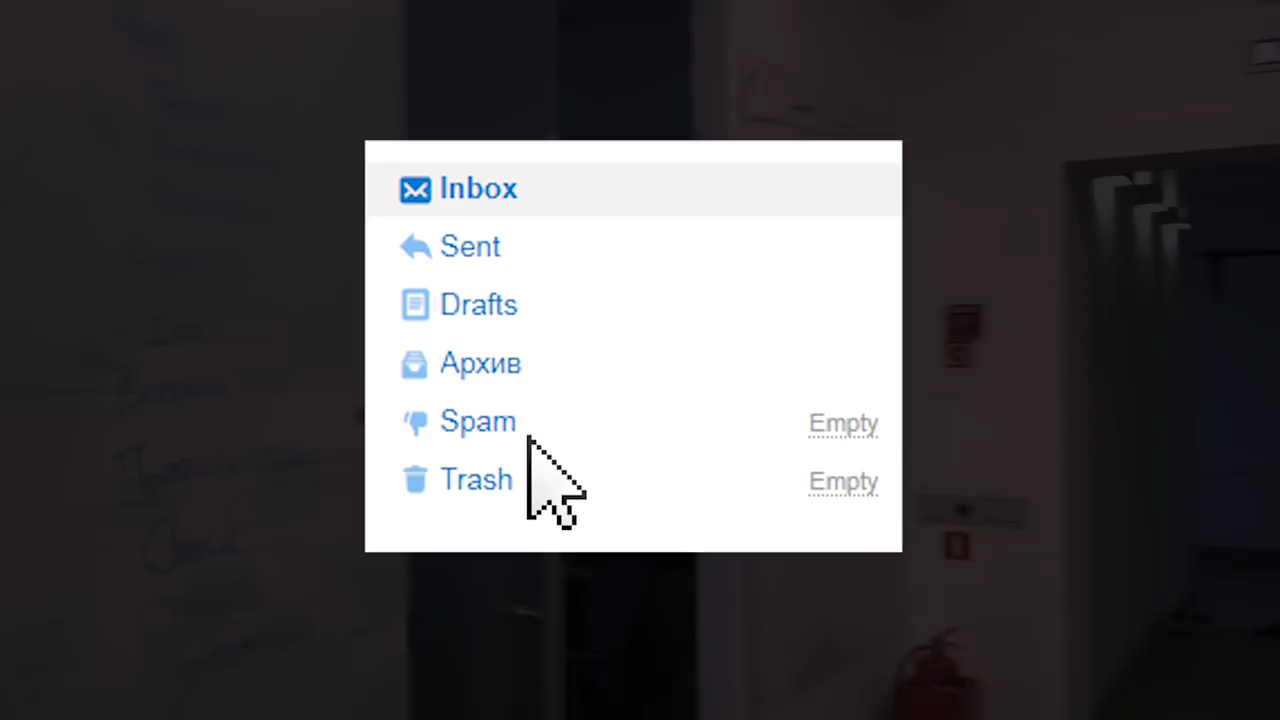 Inbox
Sent
Drafts
Архив
Spam Empty
Trash Empty